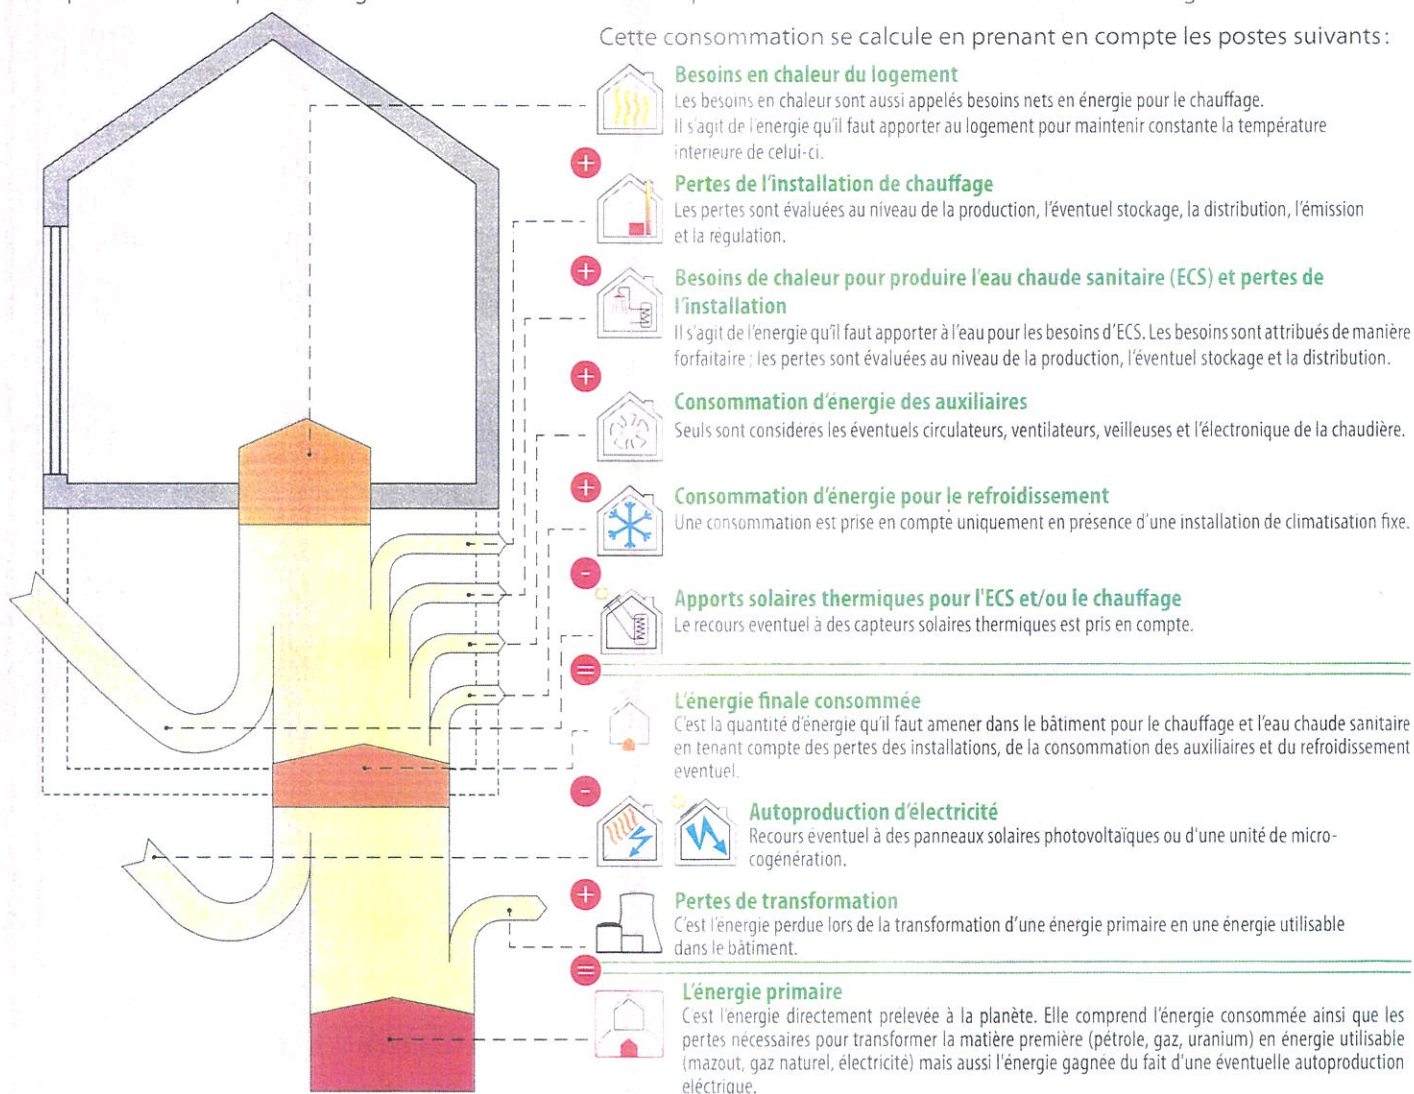 Cette consommation se calcule en prenant en compte les postes suivants :
Besoins en chaleur du logement
Les besoins en chaleur sont aussi appelés besoins nets en énergie pour le chauffage.
Il s'agit de l'energie qu'il faut apporter au logement pour maintenir constante la température
interieure de celui-ci.
+
Pertes de l'installation de chauffage
Les pertes sont évaluées au niveau de la production, l'éventuel stockage, la distribution, l'émission
et la régulation.
+
Besoins de chaleur pour produire l'eau chaude sanitaire (ECS) et pertes de
l'installation
Il s'agit de l'énergie qu'il faut apporter à l'eau pour les besoins d'ECS. Les besoins sont attribués de manière
forfaitaire ; les pertes sont évaluées au niveau de la production, l'éventuel stockage et la distribution.
+
Consommation d'énergie des auxiliaires
Seuls sont considérés les éventuels circulateurs, ventilateurs, veilleuses et l'électronique de la chaudière.
+
Consommation d'énergie pour le refroidissement
Une consommation est prise en compte uniquement en présence d'une installation de climatisation fixe.
-
Apports solaires thermiques pour l'ECS et/ou le chauffage
Le recours eventuel à des capteurs solaires thermiques est pris en compte.
=
L'énergie finale consommée
C'est la quantité d'énergie qu'il faut amener dans le bâtiment pour le chauffage et l'eau chaude sanitaire
en tenant compte des pertes des installations, de la consommation des auxiliaires et du refroidissement
eventuel.
-
Autoproduction d'électricité
Recours éventuel à des panneaux solaires photovoltaïques ou d'une unité de micro-
cogénération.
+
Pertes de transformation
C'est l'énergie perdue lors de la transformation d'une énergie primaire en une énergie utilisable
dans le bâtiment.
=
L'énergie primaire
C'est l'énergie directement prélevée à la planète. Elle comprend l'énergie consommée ainsi que les
pertes nécessaires pour transformer la matière première (pétrole, gaz, uranium) en énergie utilisable
(mazout, gaz naturel, électricité) mais aussi l'énergie gagnée du fait d'une éventuelle autoproduction
eléctrique.